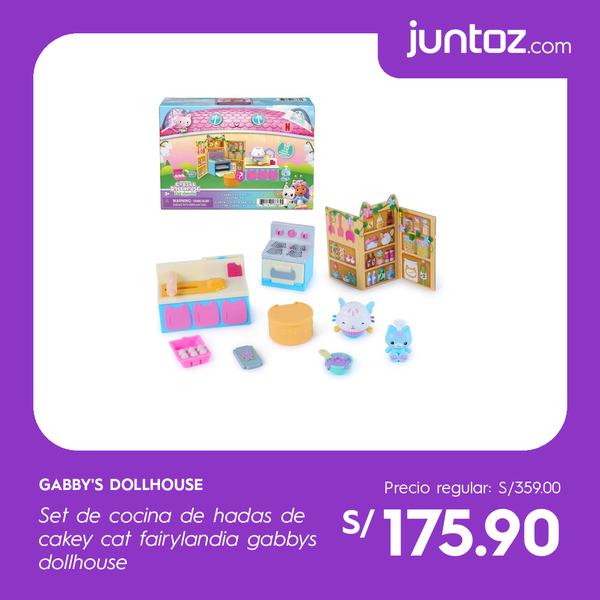 juntoz.com
WARNING:
GABBY'S DOLLHOUSE
Set de cocina de hadas de
cakey cat fairylandia gabbys
dollhouse
Precio regular: S/359.00
S/175.90